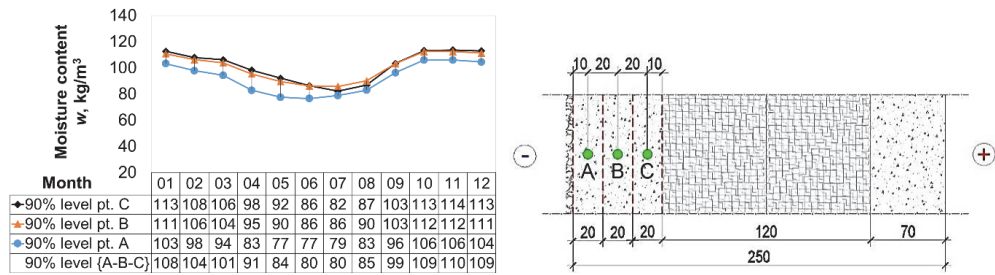 140
120
100
80
60
40
20
Moisture content
w, kg/m³
Month 01 02 03 04 05 06 07 08 09 10 11 12
90% level pt. C 113 108 106 98 92 86 82 87 103 113 114 113
90% level pt. B 111 106 104 95 90 86 86 90 103 112 112 111
90% level pt. A 103 98 94 83 77 77 79 83 96 106 106 104
90% level {A-B-C} 108 104 101 91 84 80 80 85 99 109 110 109
10 20 20 10
- A B C +
20 20 20 120 70
250